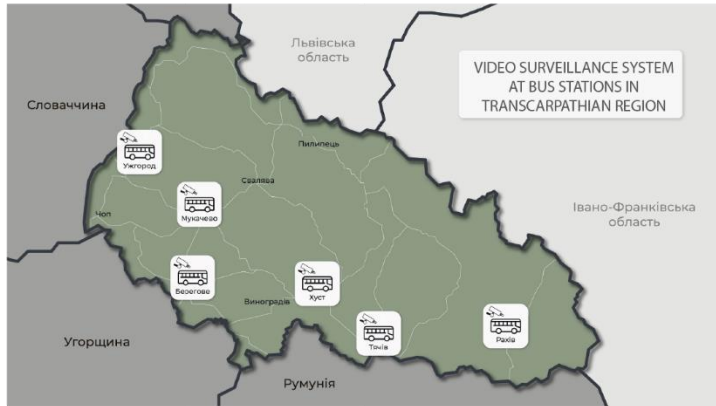 Львівська
область
VIDEO SURVEILLANCE SYSTEM
AT BUS STATIONS IN
TRANSCARPATHIAN REGION
Словаччина
Пилипець
Ужгород
Свалява
Мукачево
Івано-Франківська
область
Чоп
Берегове
Виноградів
Хуст
Угорщина
Тячів
Рахів
Румунія